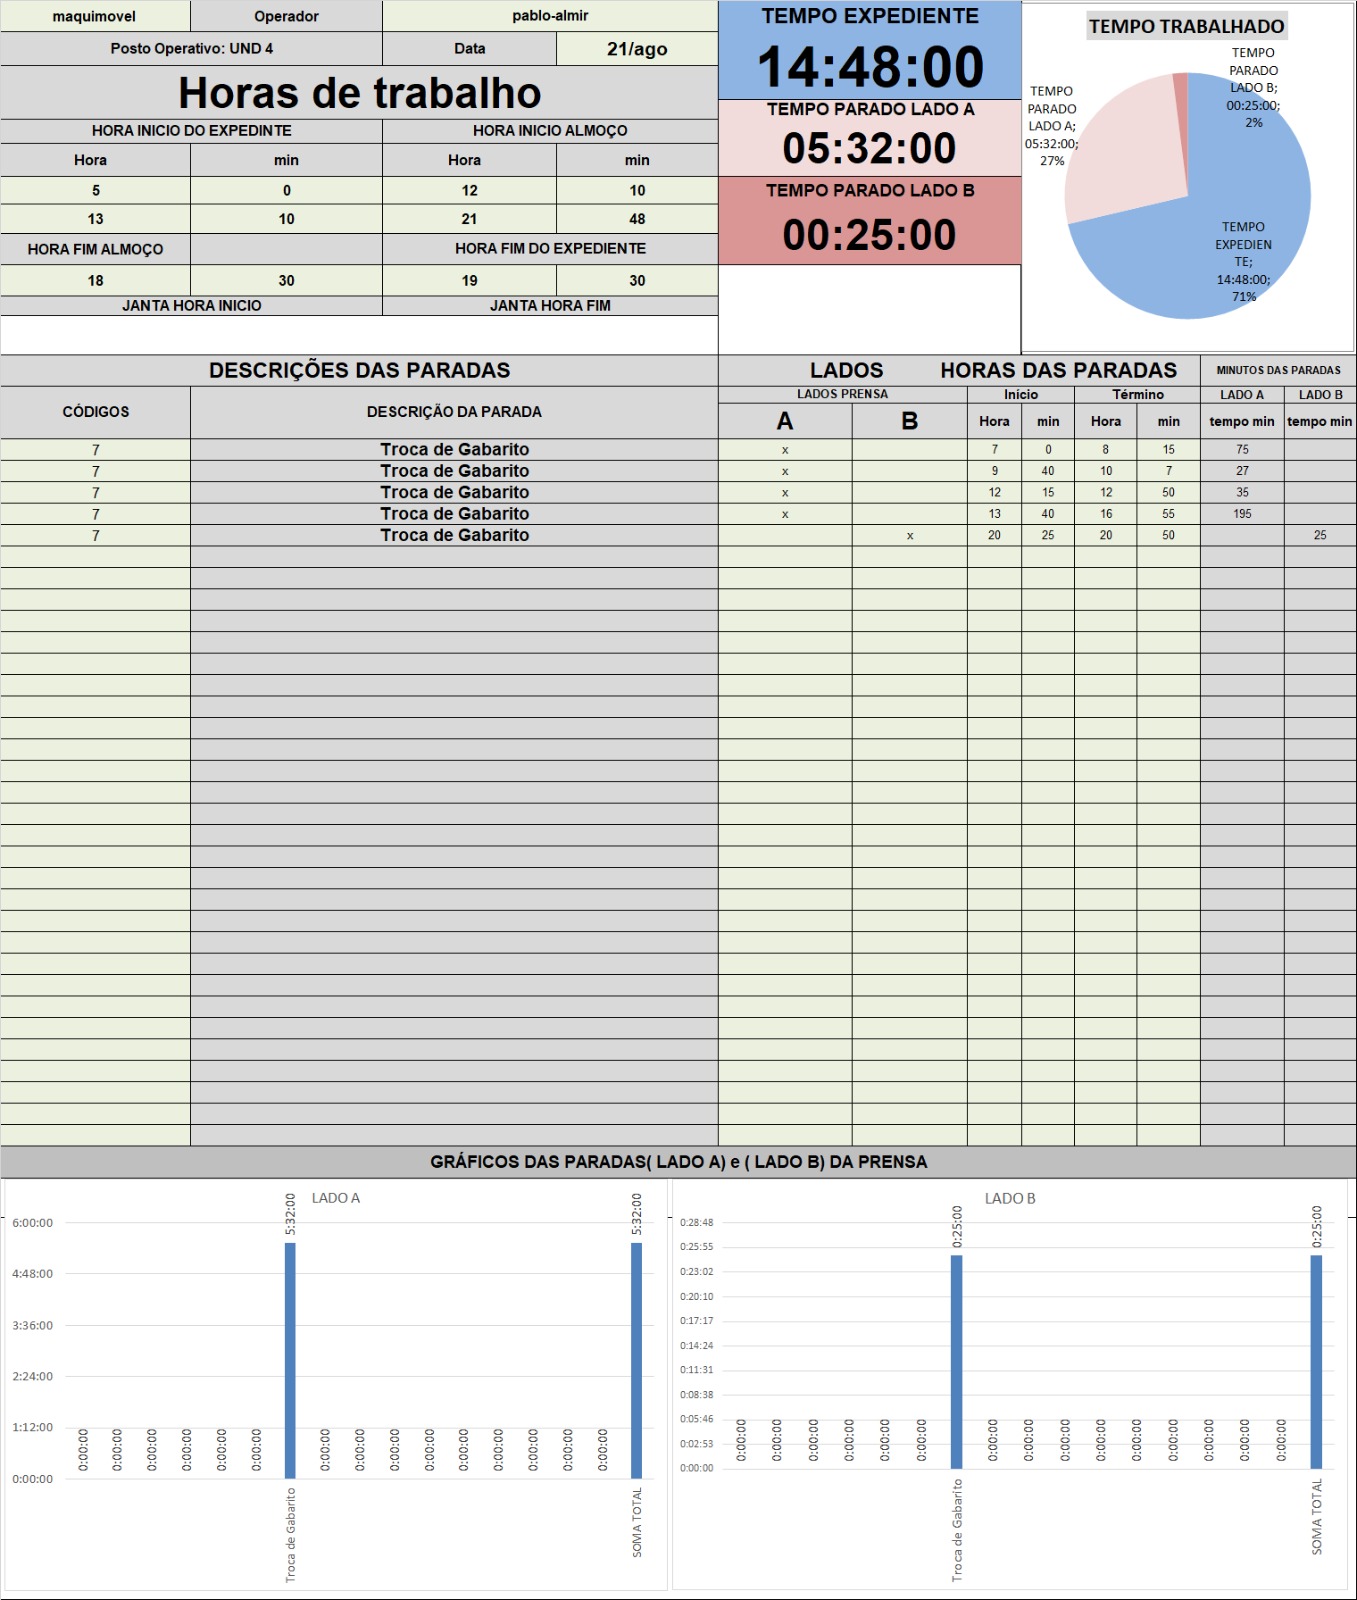 maquimovel Operador pablo-almir
Posto Operativo: UND 4 Data 21/ago
Horas de trabalho
HORA INICIO DO EXPEDINTE HORA INICIO ALMOÇO
Hora min Hora min
5 0 12 10
13 10 21 48
HORA FIM ALMOÇO HORA FIM DO EXPEDIENTE
18 30 19 30
JANTA HORA INICIO JANTA HORA FIM
TEMPO EXPEDIENTE
14:48:00
TEMPO PARADO LADO A
05:32:00
TEMPO PARADO LADO B
00:25:00
TEMPO TRABALHADO
TEMPO
PARADO
LADO B;
00:25:00;
2%
TEMPO
PARADO
LADO A;
05:32:00;
27%
TEMPO
EXPEDIEN
TE;
14:48:00;
71%
DESCRIÇÕES DAS PARADAS LADOS HORAS DAS PARADAS MINUTOS DAS PARADAS
LADOS PRENSA Início Término LADO A LADO B
CÓDIGOS DESCRIÇÃO DA PARADA A B Hora min Hora min tempo min tempo min
7 Troca de Gabarito x 7 0 8 15 75
7 Troca de Gabarito x 9 40 10 7 27
7 Troca de Gabarito x 12 15 12 50 35
7 Troca de Gabarito x 13 40 16 55 195
7 Troca de Gabarito x 20 25 20 50 25
GRÁFICOS DAS PARADAS( LADO A) e ( LADO B) DA PRENSA
LADO A
6:00:00
4:48:00
3:36:00
2:24:00
1:12:00
0:00:00
0:00:00 0:00:00 0:00:00 0:00:00 0:00:00 0:00:00 5:32:00 0:00:00 0:00:00 0:00:00 0:00:00 0:00:00 0:00:00 0:00:00 0:00:00 0:00:00 5:32:00
Troca de Gabarito SOMA TOTAL
LADO B
0:28:48
0:25:55
0:23:02
0:20:10
0:17:17
0:14:24
0:11:31
0:08:38
0:05:46
0:02:53
0:00:00
0:00:00 0:00:00 0:00:00 0:00:00 0:00:00 0:00:00 0:25:00 0:00:00 0:00:00 0:00:00 0:00:00 0:00:00 0:00:00 0:00:00 0:00:00 0:00:00 0:25:00
Troca de Gabarito SOMA TOTAL